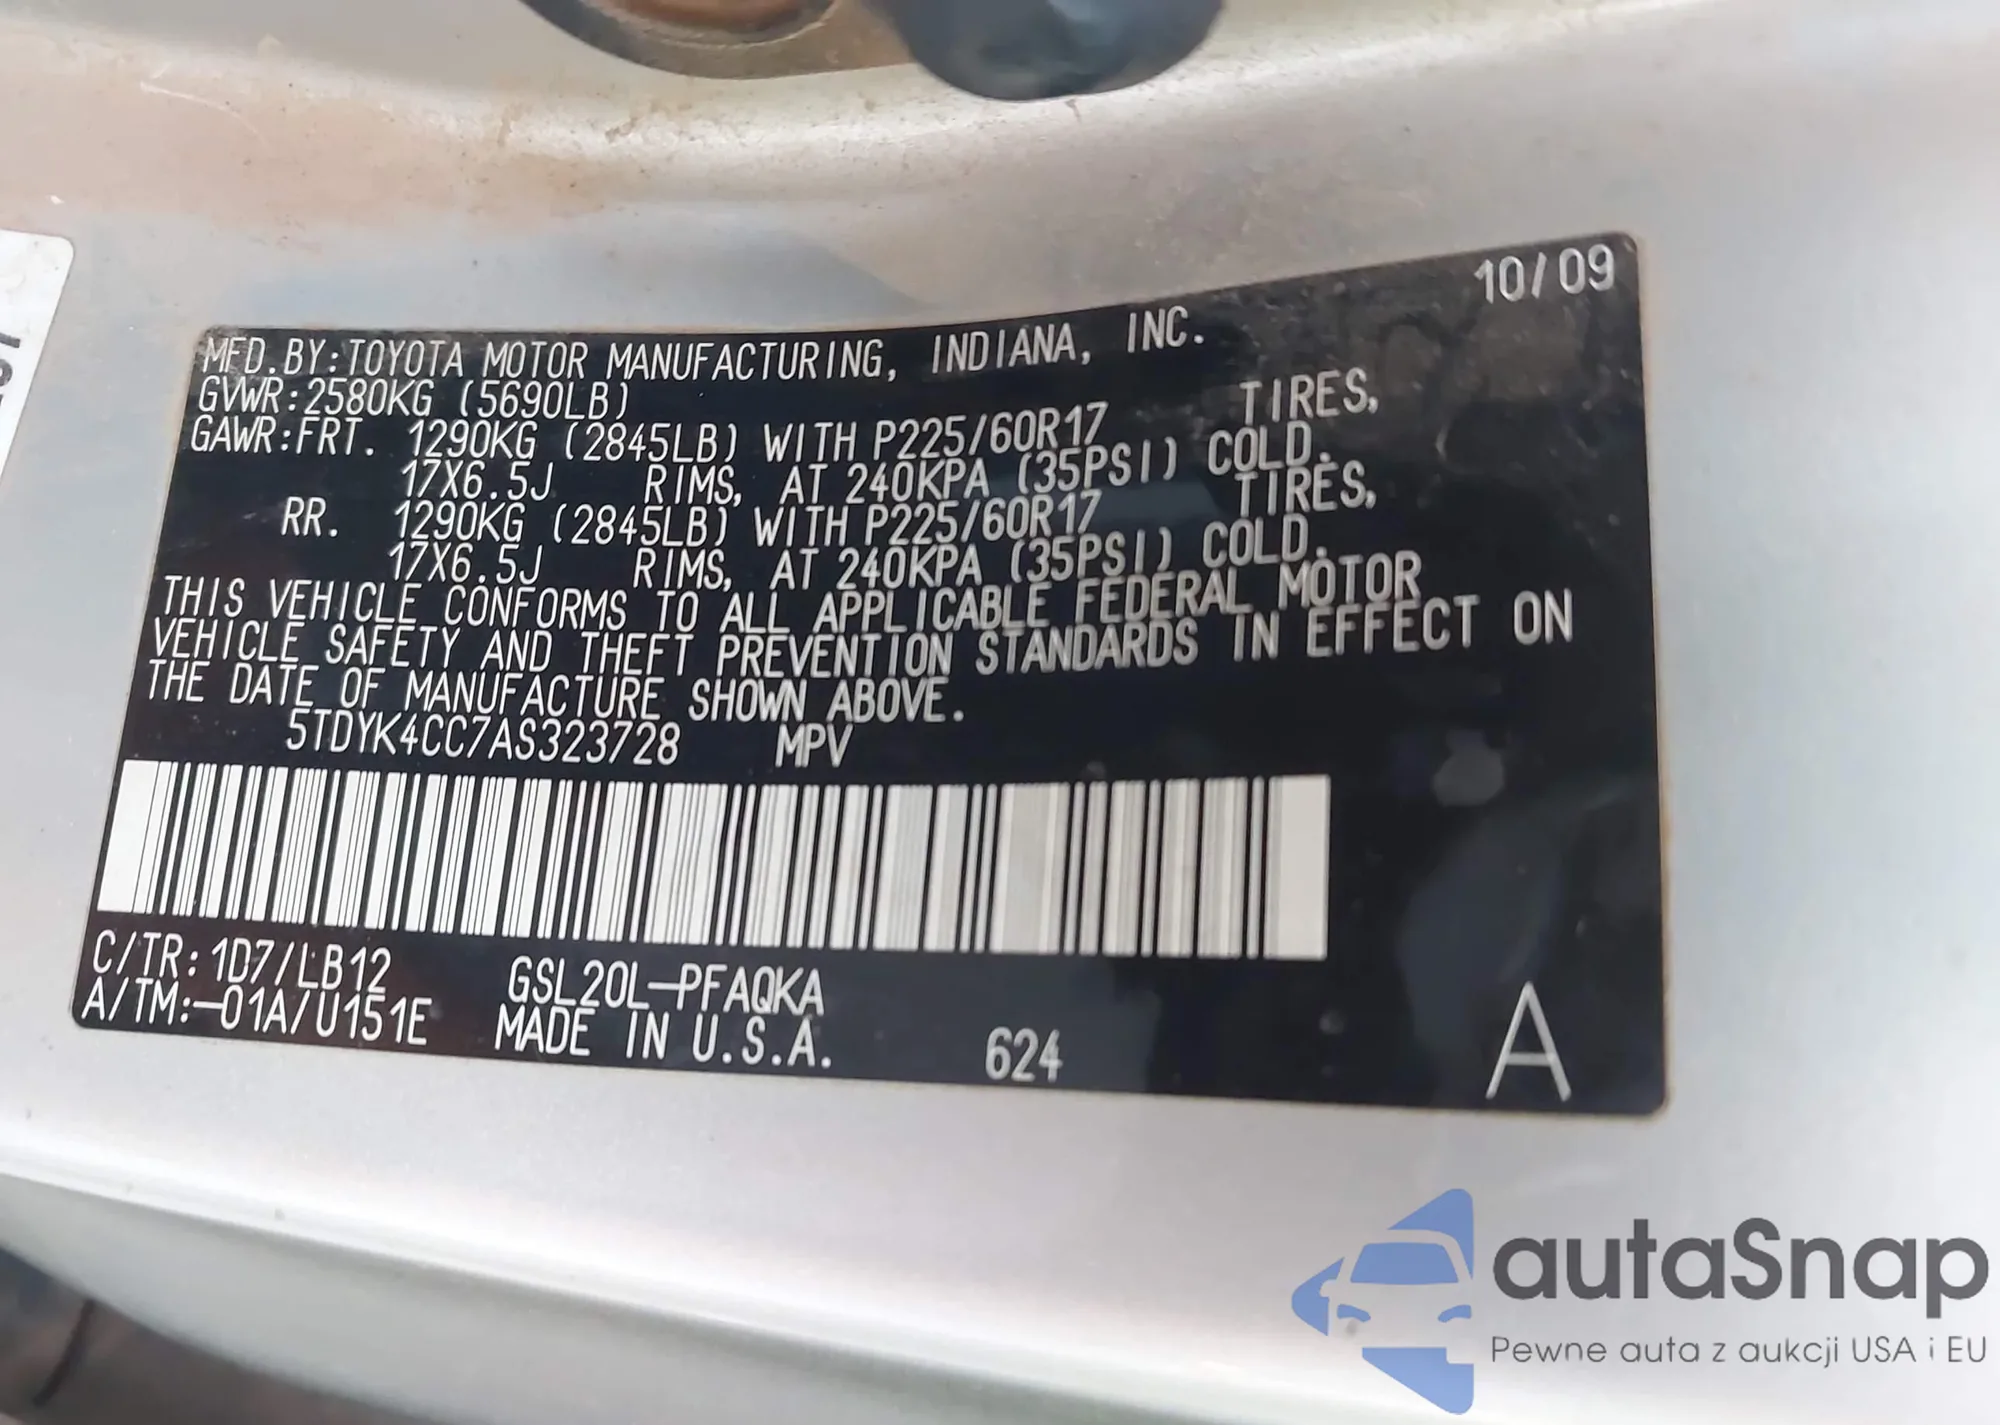 10/09
MFD.BY:TOYOTA MOTOR MANUFACTURING, INDIANA, INC.
GVWR:2580KG (5690LB)
GAWR:FRT. 1290KG (2845LB) WITH P225/60R17 TIRES,
17X6.5J RIMS, AT 240KPA (35PSI) COLD.
RR. 1290KG (2845LB) WITH P225/60R17 TIRES,
17X6.5J RIMS, AT 240KPA (35PSI) COLD.
THIS VEHICLE CONFORMS TO ALL APPLICABLE FEDERAL MOTOR
VEHICLE SAFETY AND THEFT PREVENTION STANDARDS IN EFFECT ON
THE DATE OF MANUFACTURE SHOWN ABOVE.
5TDYK4CC7AS323728 MPV
C/TR:1D7/LB12 GSL20L-PFAQKA
A/TM:-01A/U151E MADE IN U.S.A. 624 A
autaSnap
Pewne auta z aukcji USA i EU